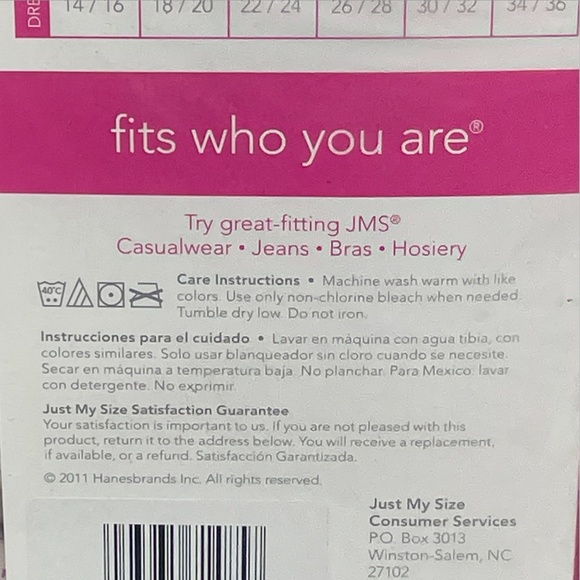 DRE
14 / 16 18 / 20 22 / 24 26 / 28 30 / 32 34 / 36
fits who you are®
Try great-fitting JMS®
Casualwear • Jeans • Bras • Hosiery
40°C
Care Instructions • Machine wash warm with like
colors. Use only non-chlorine bleach when needed.
Tumble dry low. Do not iron.
Instrucciones para el cuidado • Lavar en máquina con agua tibia, con
colores similares. Solo usar blanqueador sin cloro cuando se necesite.
Secar en máquina a temperatura baja. No planchar. Para Mexico: lavar
con detergente. No exprimir.
Just My Size Satisfaction Guarantee
Your satisfaction is important to us. If you are not pleased with this
product, return it to the address below. You will receive a replacement,
if available, or a refund. Satisfacción Garantizada.
© 2011 Hanesbrands Inc. All rights reserved.
Just My Size
Consumer Services
P.O. Box 3013
Winston-Salem, NC
27102